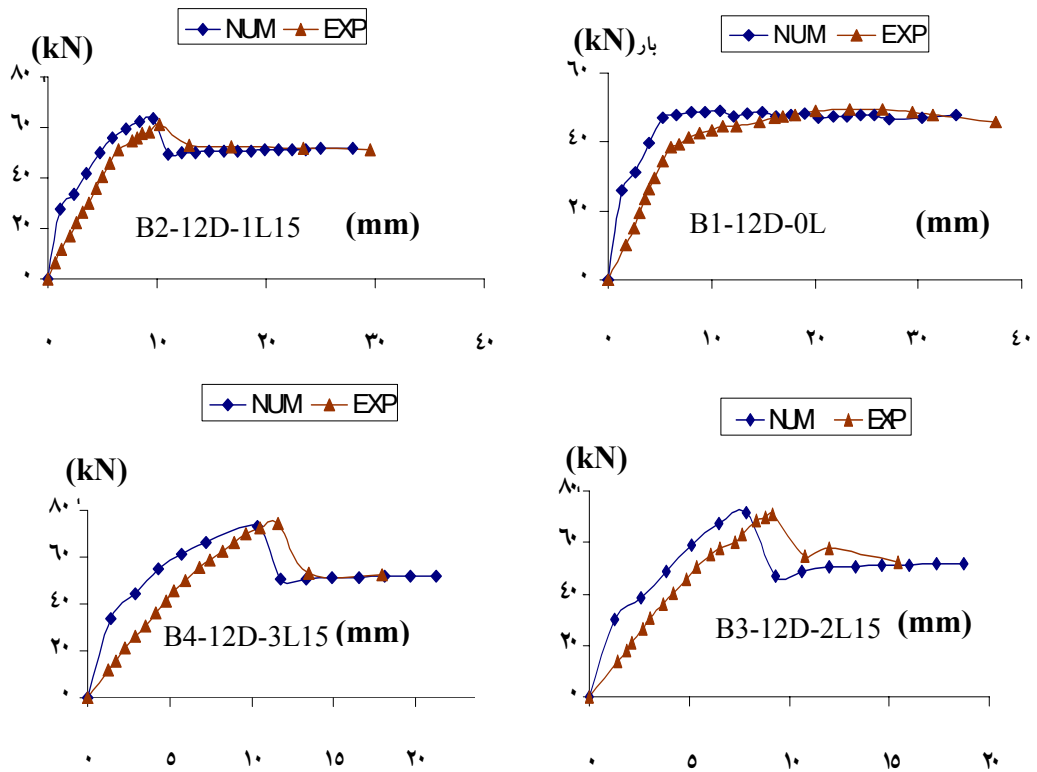 NUM EXP
(kN)
٨٠
٦٠
٤٠
٢٠
٠
B2-12D-1L15 (mm)
٠ ١٠ ٢٠ ٣٠ ٤٠
NUM EXP
(kN) بار
٦٠
٤٠
٢٠
٠
B1-12D-0L (mm)
٠ ١٠ ٢٠ ٣٠ ٤٠
NUM EXP
(kN)
٨٠
٦٠
٤٠
٢٠
٠
B4-12D-3L15 (mm)
٠ ٥ ١٠ ١٥ ٢٠
NUM EXP
(kN)
٨٠
٦٠
٤٠
٢٠
٠
B3-12D-2L15 (mm)
٠ ٥ ١٠ ١٥ ٢٠